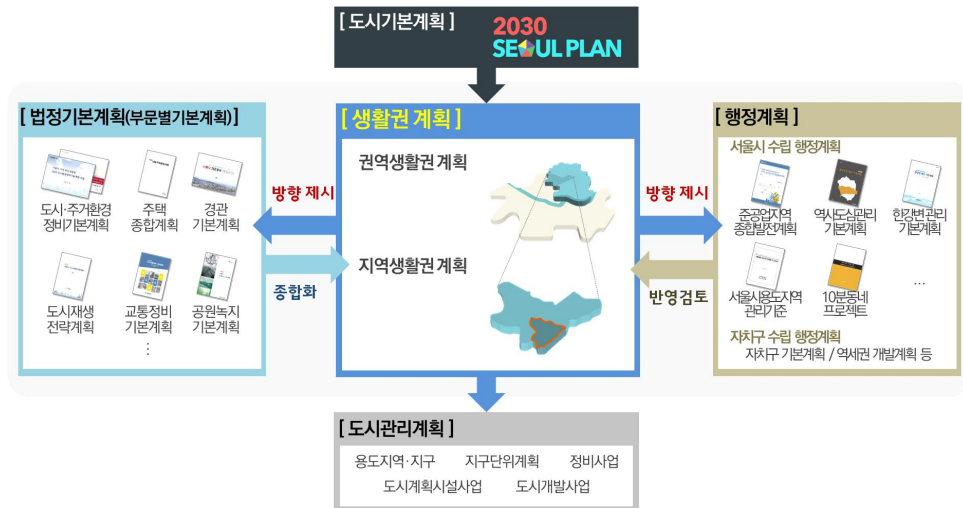 [ 도시기본계획 ]
2030
SEOUL PLAN
[ 법정기본계획(부문별기본계획)]
도시·주거환경
정비기본계획
주택
종합계획
경관
기본계획
도시재생
전략계획
교통정비
기본계획
공원녹지
기본계획
⋮
방향 제시
종합화
[ 생활권 계획 ]
권역생활권 계획
지역생활권 계획
방향 제시
반영검토
[ 행정계획 ]
서울시 수립 행정계획
준공업지역
종합발전계획
역사도심관리
기본계획
한강변관리
기본계획
서울시용도지역
관리기준
10분동네
프로젝트
…
자치구 수립 행정계획
자치구 기본계획 / 역세권 개발계획 등
[ 도시관리계획 ]
용도지역·지구 지구단위계획 정비사업
도시계획시설사업 도시개발사업